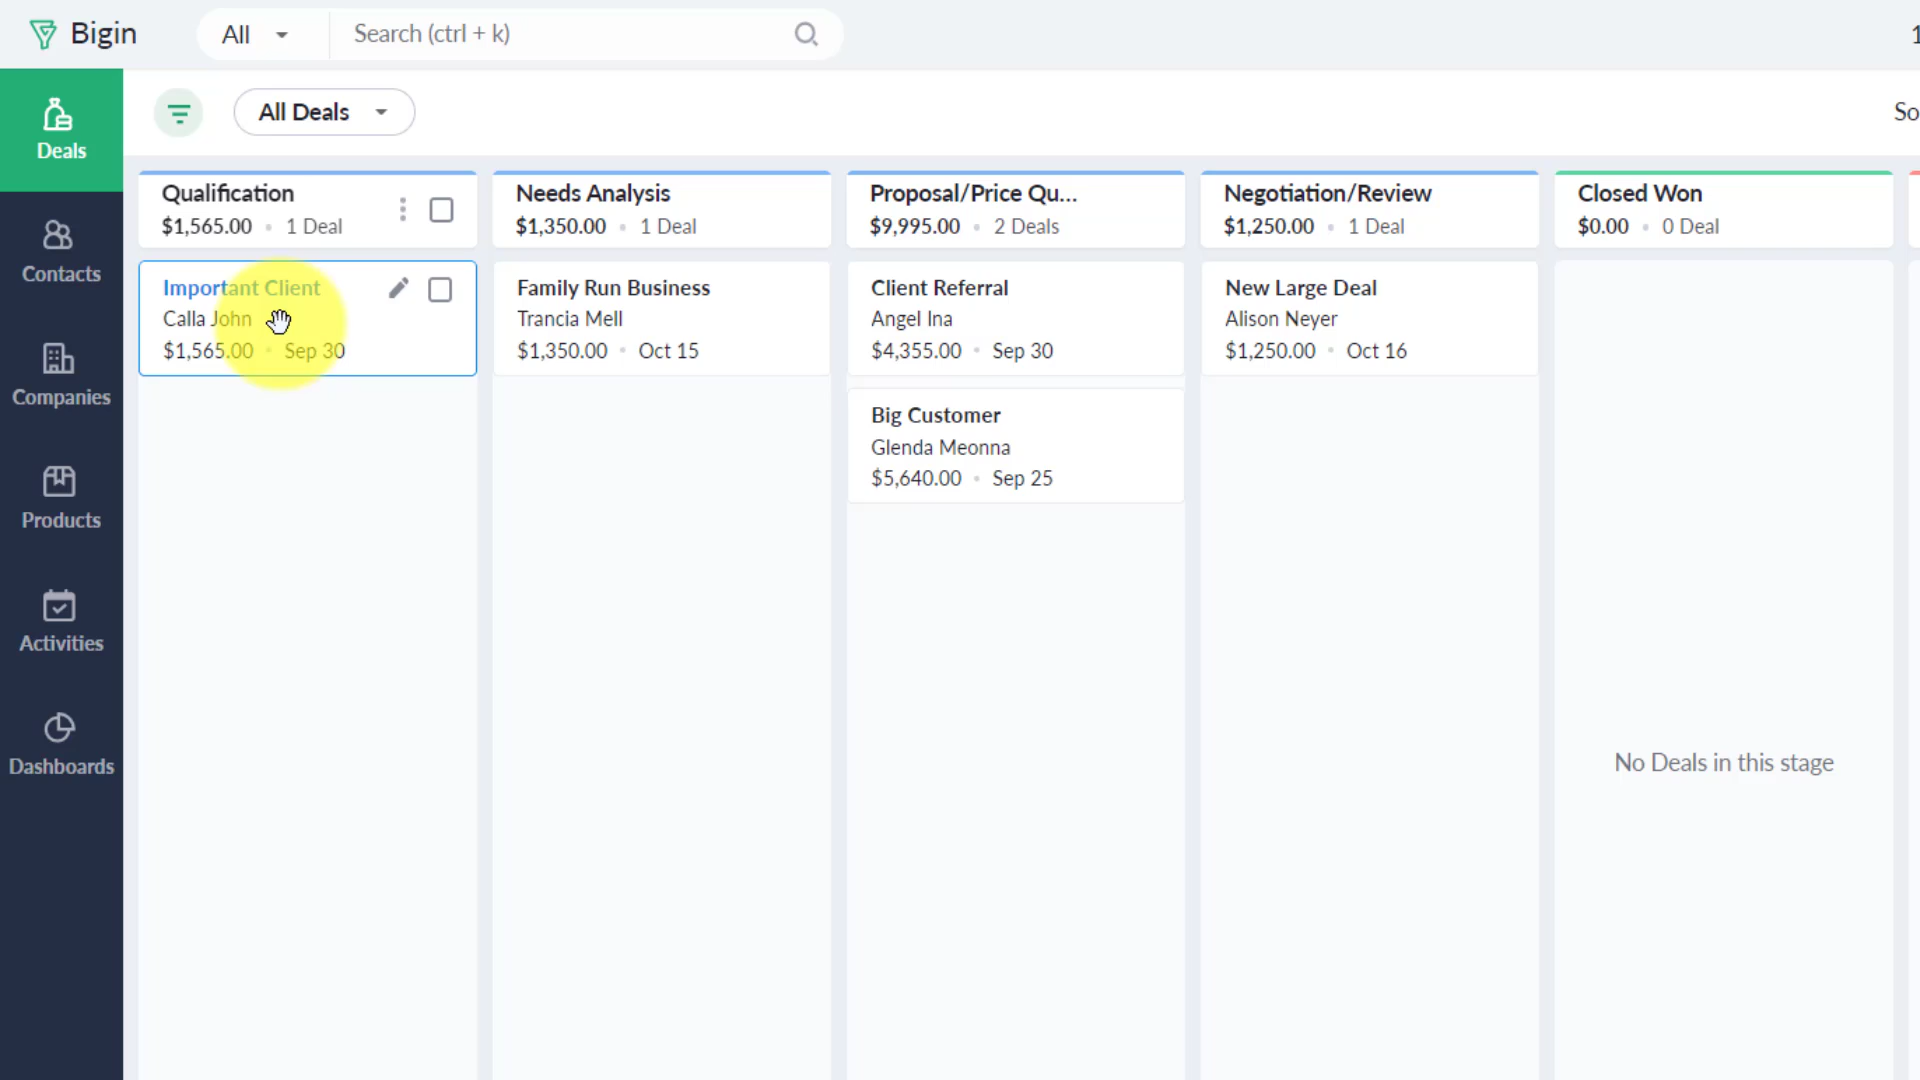 Bigin
All
Search (ctrl + k)
1
Deals
Contacts
Companies
Products
Activities
Dashboards
All Deals
So
Qualification
$1,565.00 • 1 Deal
Important Client
Calla John
$1,565.00 • Sep 30
Needs Analysis
$1,350.00 • 1 Deal
Family Run Business
Trancia Mell
$1,350.00 • Oct 15
Proposal/Price Qu...
$9,995.00 • 2 Deals
Client Referral
Angel Ina
$4,355.00 • Sep 30
Big Customer
Glenda Meonna
$5,640.00 • Sep 25
Negotiation/Review
$1,250.00 • 1 Deal
New Large Deal
Alison Neyer
$1,250.00 • Oct 16
Closed Won
$0.00 • 0 Deal
No Deals in this stage